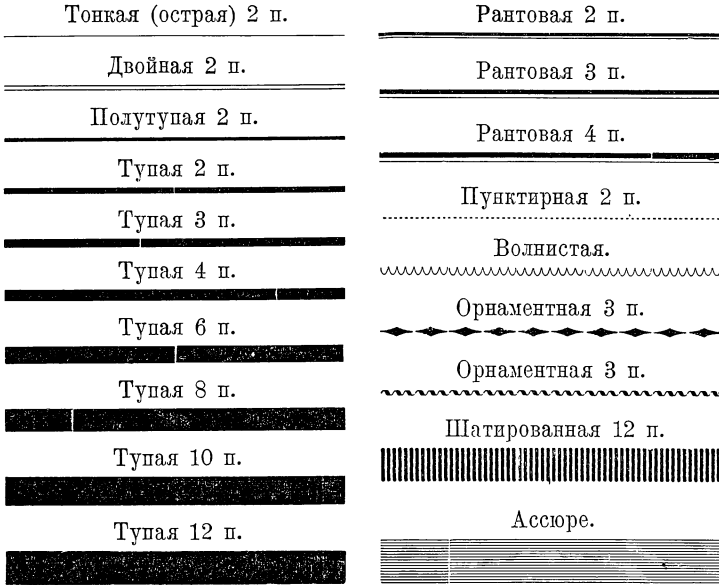 Тонкая (острая) 2 п.
Двойная 2 п.
Полутупая 2 п.
Тупая 2 п.
Тупая 3 п.
Тупая 4 п.
Тупая 6 п.
Тупая 8 п.
Тупая 10 п.
Тупая 12 п.
Рантовая 2 п.
Рантовая 3 п.
Рантовая 4 п.
Пунктирная 2 п.
Волнистая.
Орнаментная 3 п.
Орнаментная 3 п.
Шатированная 12 п.
Ассюре.